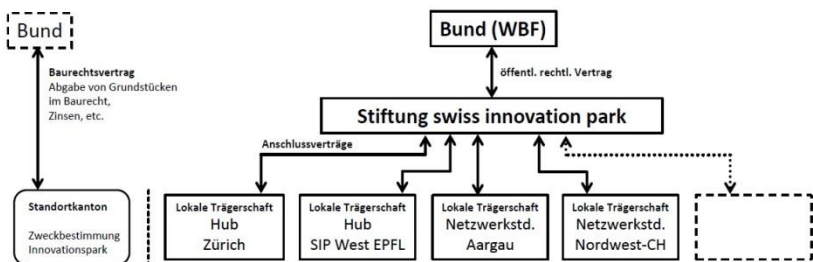 Bund
Baurechtsvertrag
Abgabe von Grundstücken
im Baurecht,
Zinsen, etc.
Standortkanton
Zweckbestimmung
Innovationspark
Bund (WBF)
öffentl. rechtl. Vertrag
Stiftung swiss innovation park
Anschlussverträge
Lokale Trägerschaft
Hub
Zürich
Lokale Trägerschaft
Hub
SIP West EPFL
Lokale Trägerschaft
Netzwerkstd.
Aargau
Lokale Trägerschaft
Netzwerkstd.
Nordwest-CH